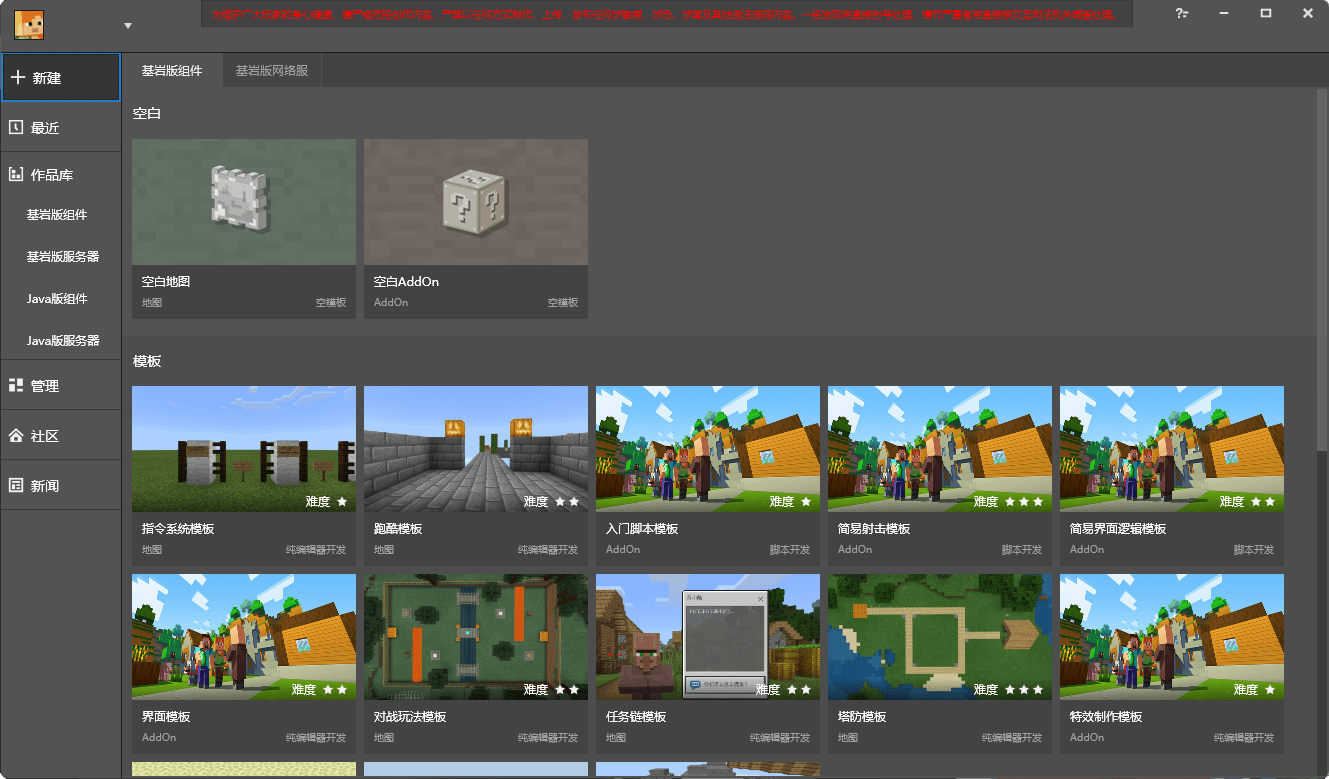 新建
最近
作品库
基岩版组件
基岩版服务器
Java版组件
Java版服务器
管理
社区
新闻
基岩版组件
基岩版网络服
空白
空白地图
地图
空模板
空白AddOn
AddOn
空模板
模板
难度
指令系统模板
地图
纯编辑器开发
难度
跑酷模板
地图
纯编辑器开发
难度
入门脚本模板
AddOn
脚本开发
难度
简易射击模板
AddOn
脚本开发
难度
简易界面逻辑模板
AddOn
脚本开发
难度
界面模板
AddOn
纯编辑器开发
难度
对战玩法模板
地图
纯编辑器开发
难度
任务链模板
地图
纯编辑器开发
难度
塔防模板
地图
纯编辑器开发
难度
特效制作模板
AddOn
纯编辑器开发